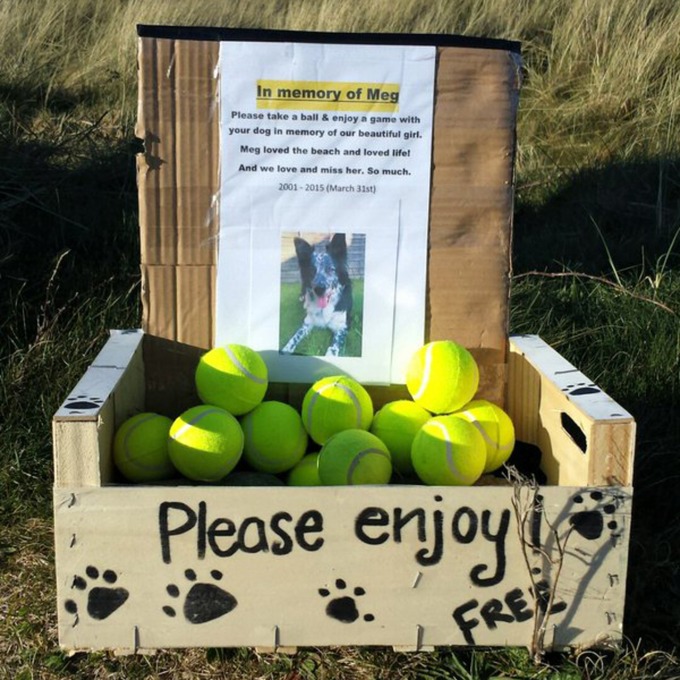 In memory of Meg
Please take a ball & enjoy a game with
your dog in memory of our beautiful girl.
Meg loved the beach and loved life!
And we love and miss her. So much.
2001 - 2015 (March 31st)
Please enjoy!
FREE